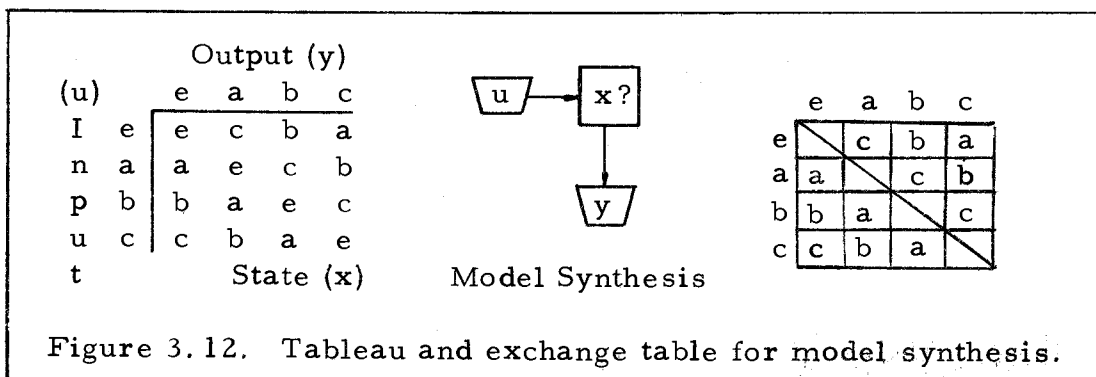 Output (y)
(u) e a b c
I e e c b a
n a a e c b
p b b a e c
u c c b a e
t State (x)
u x?
y
Model Synthesis
e a b c
e c b a
a a c b
b b a c
c c b a
Figure 3.12. Tableau and exchange table for model synthesis.